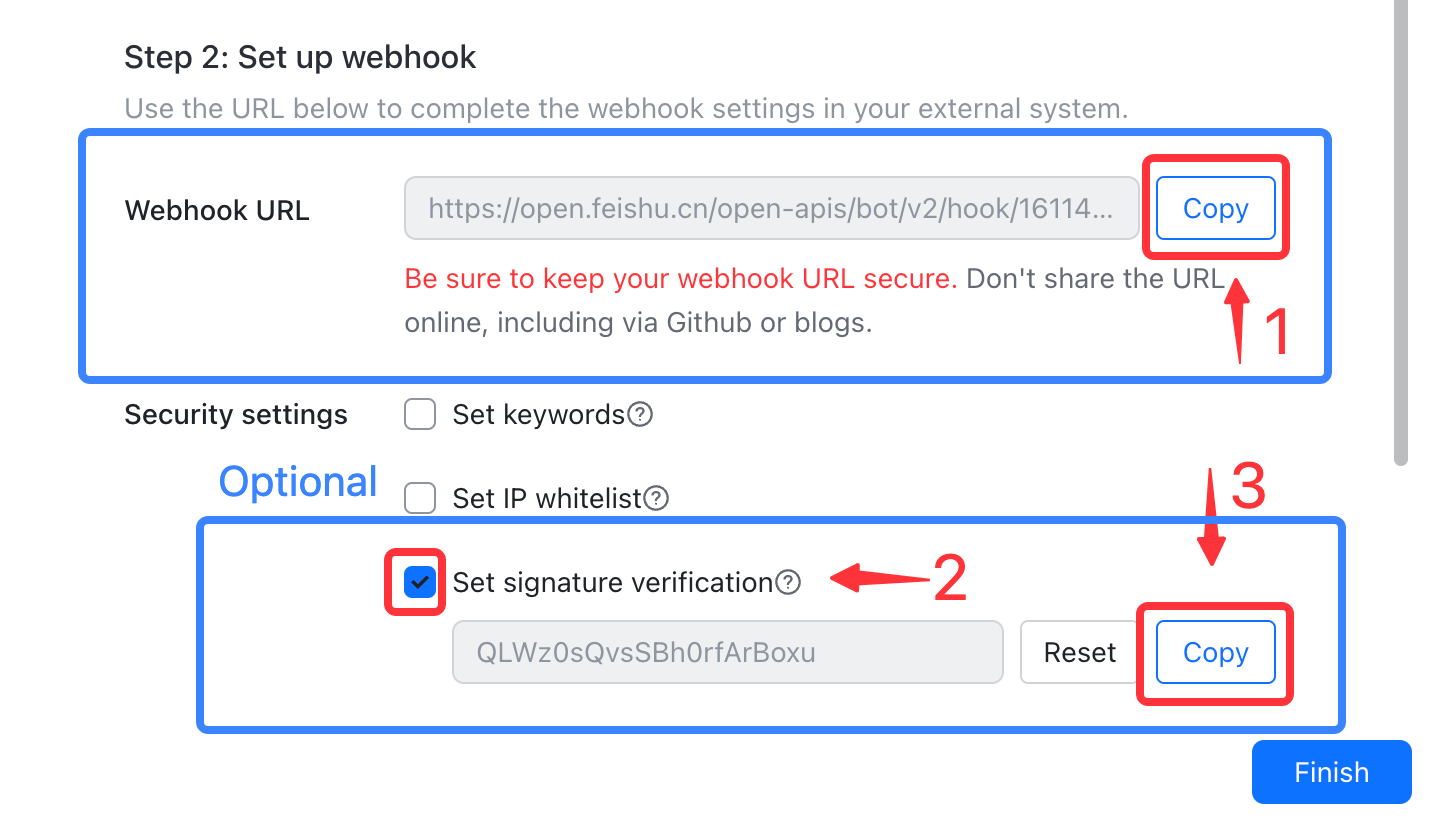 Step 2: Set up webhook
Use the URL below to complete the webhook settings in your external system.
Webhook URL
https://open.feishu.cn/open-apis/bot/v2/hook/16114...
Copy
Be sure to keep your webhook URL secure. Don't share the URL
online, including via Github or blogs.
1
Security settings
Set keywords?
Optional
Set IP whitelist?
3
Set signature verification?
2
QLWz0sQvsSBh0rfArBoxu
Reset
Copy
Finish